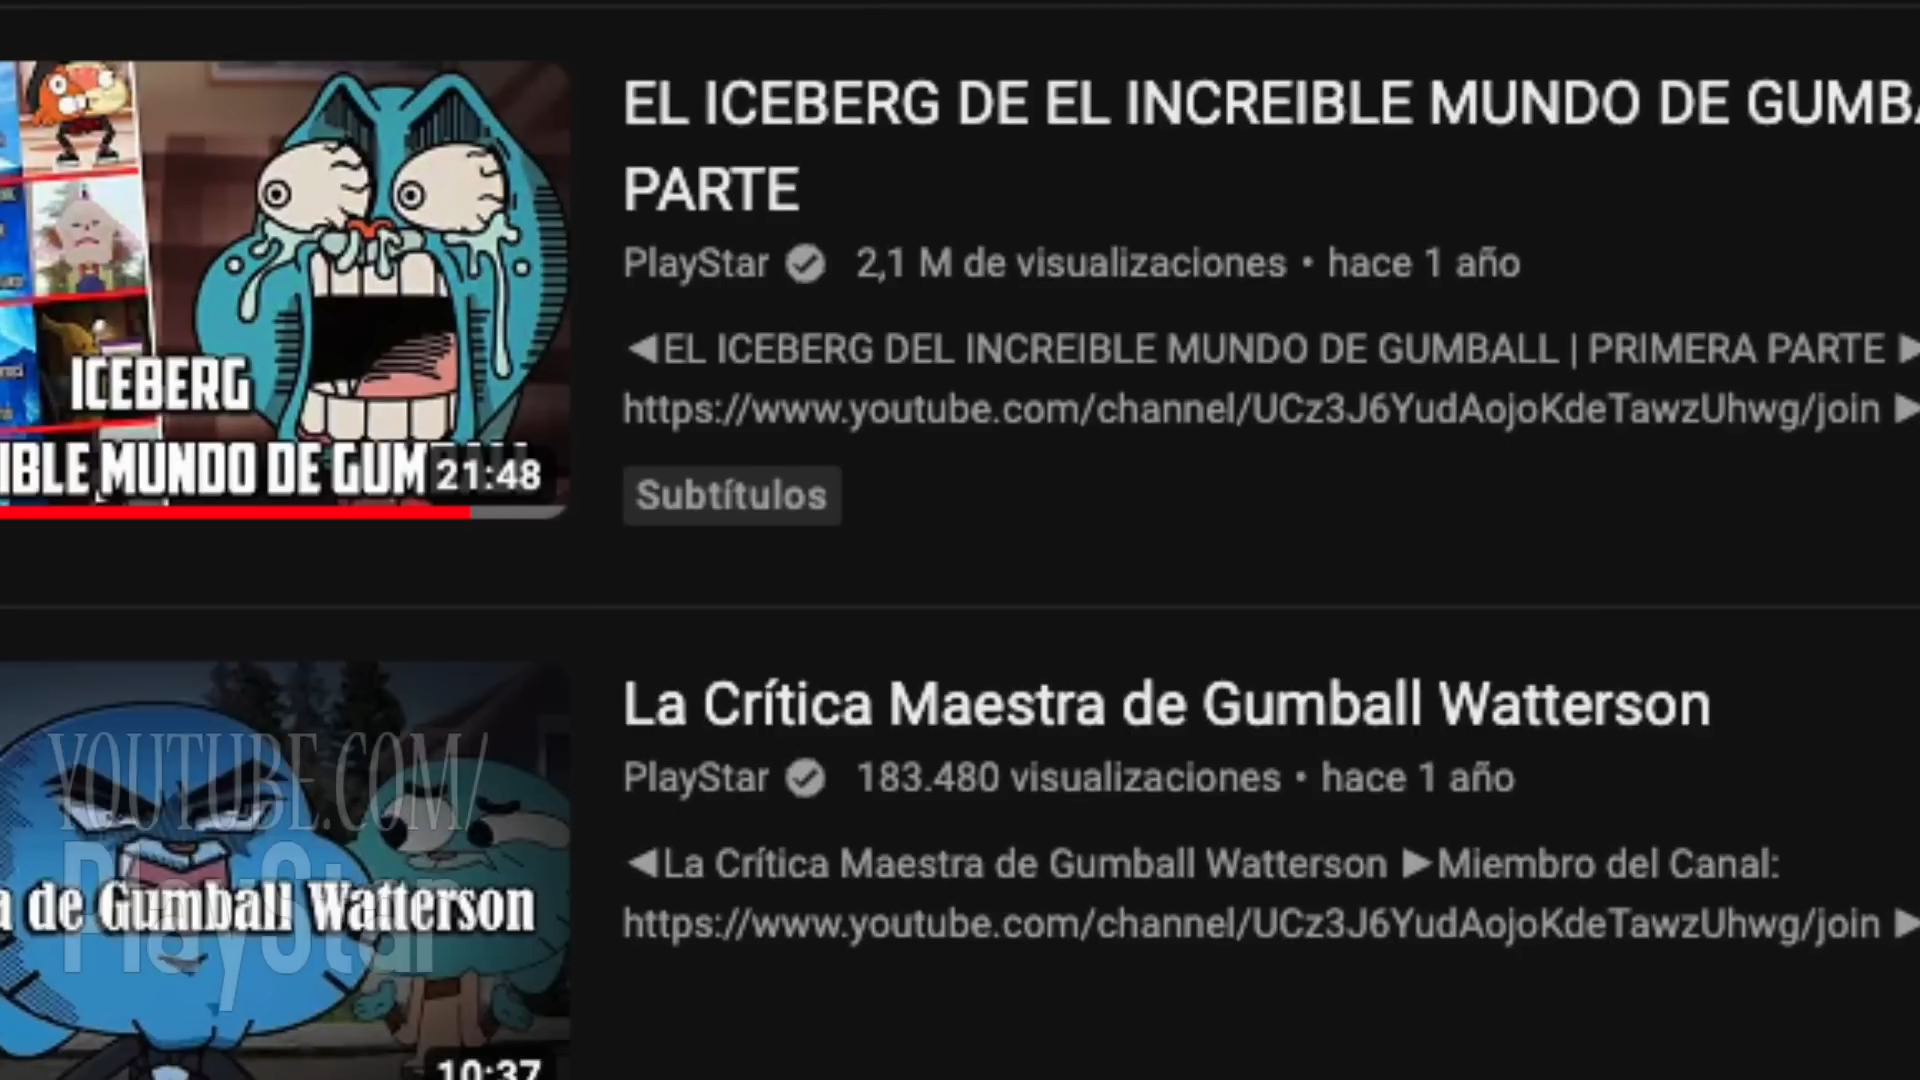 EL ICEBERG DE EL INCREIBLE MUNDO DE GUMBA
PARTE
PlayStar 2,1 M de visualizaciones • hace 1 año
◀EL ICEBERG DEL INCREIBLE MUNDO DE GUMBALL | PRIMERA PARTE ▶
https://www.youtube.com/channel/UCz3J6YudAojoKdeTawzUhwg/join ▶
Subtítulos
ICEBERG
IBLE MUNDO DE GUM
21:48
La Crítica Maestra de Gumball Watterson
PlayStar 183.480 visualizaciones • hace 1 año
◀La Crítica Maestra de Gumball Watterson ▶Miembro del Canal:
https://www.youtube.com/channel/UCz3J6YudAojoKdeTawzUhwg/join ▶
YOUTUBE.COM/
PlayStar
a de Gumball Watterson
10:37